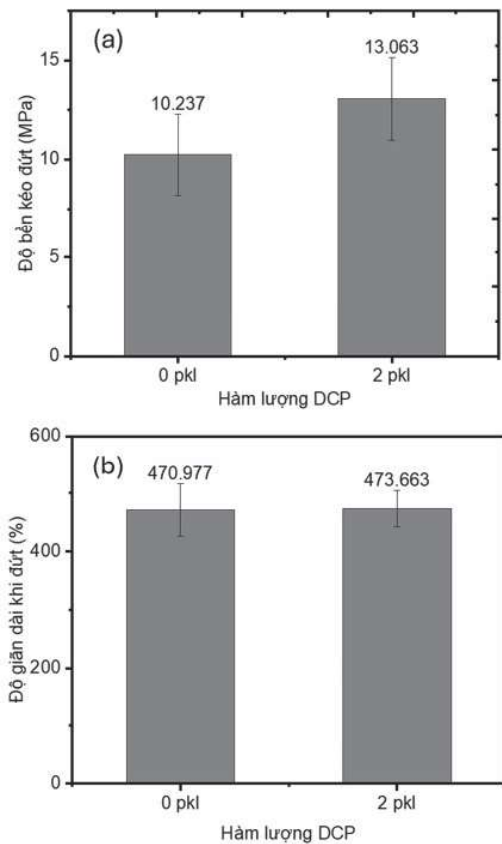 (a)
13.063
10.237
15
10
5
0
Độ bền kéo đứt (MPa)
0 pkl
2 pkl
Hàm lượng DCP
600
(b)
470.977
473.663
400
200
0
Độ giãn dài khi đứt (%)
0 pkl
2 pkl
Hàm lượng DCP